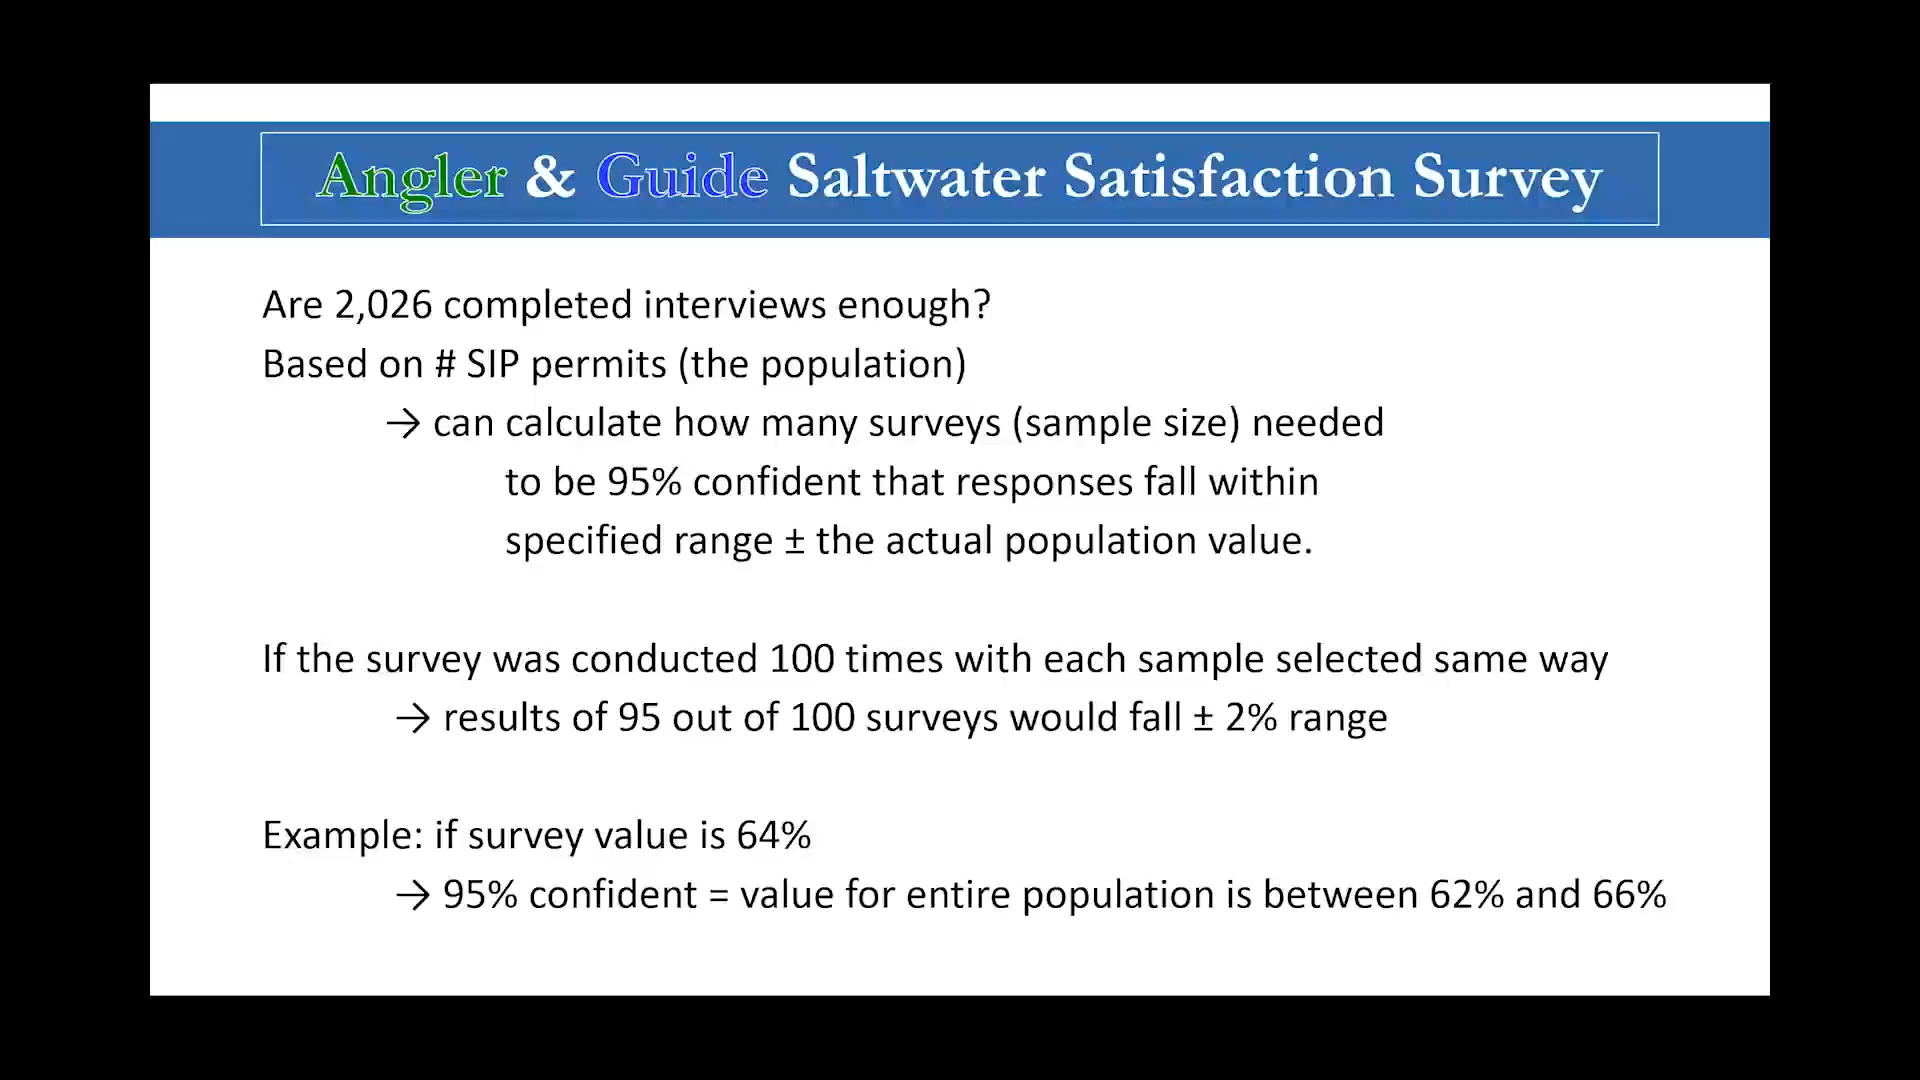 Angler & Guide Saltwater Satisfaction Survey
Are 2,026 completed interviews enough?
Based on # SIP permits (the population)
→ can calculate how many surveys (sample size) needed
to be 95% confident that responses fall within
specified range ± the actual population value.
If the survey was conducted 100 times with each sample selected same way
→ results of 95 out of 100 surveys would fall ± 2% range
Example: if survey value is 64%
→ 95% confident = value for entire population is between 62% and 66%